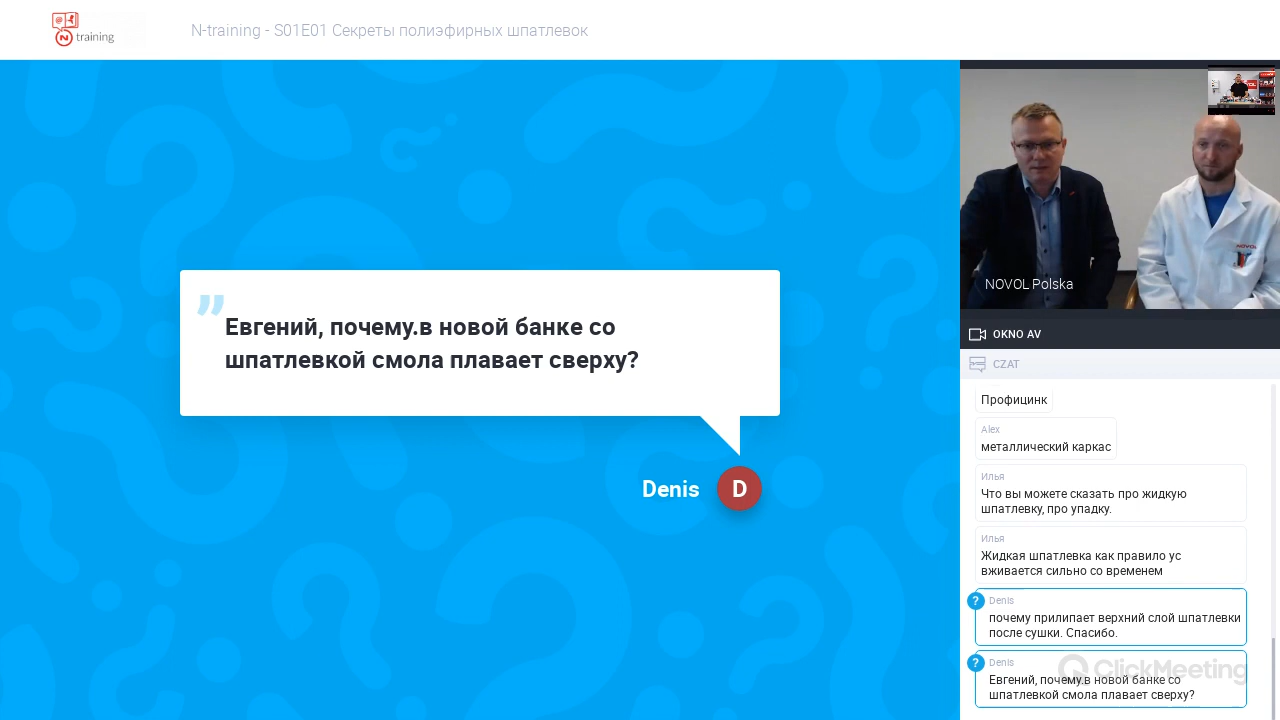 N training
N-training - S01E01 Секреты полиэфирных шпатлевок
Евгений, почему.в новой банке со
шпатлевкой смола плавает сверху?
Denis
D
NOVOL Polska
OKNO AV
CZAT
Профицинк
Alex
металлический каркас
Илья
Что вы можете сказать про жидкую
шпатлевку, про упадку.
Илья
Жидкая шпатлевка как правило ус
вживается сильно со временем
?
Denis
почему прилипает верхний слой шпатлевки
после сушки. Спасибо.
?
Denis
Евгений, почему.в новой банке со
шпатлевкой смола плавает сверху?
ClickMeeting